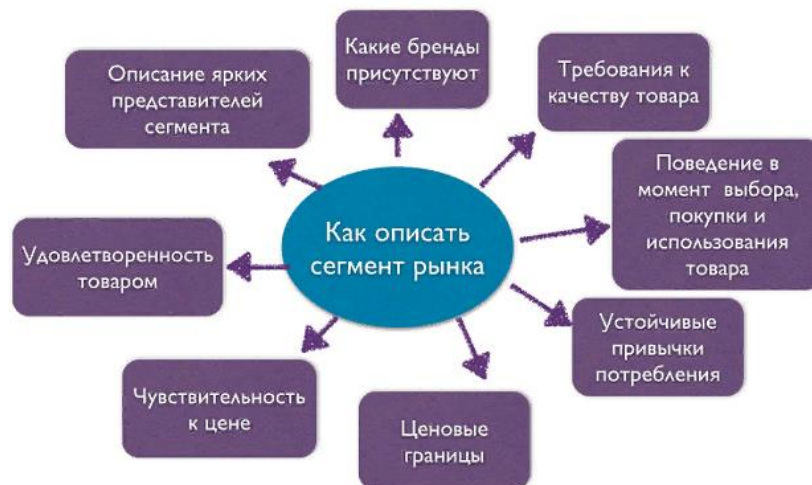 Как описать
сегмент рынка
Описание ярких
представителей
сегмента
Какие бренды
присутствуют
Требования к
качеству товара
Поведение в
момент выбора,
покупки и
использования
товара
Устойчивые
привычки
потребления
Ценовые
границы
Чувствительность
к цене
Удовлетворенность
товаром